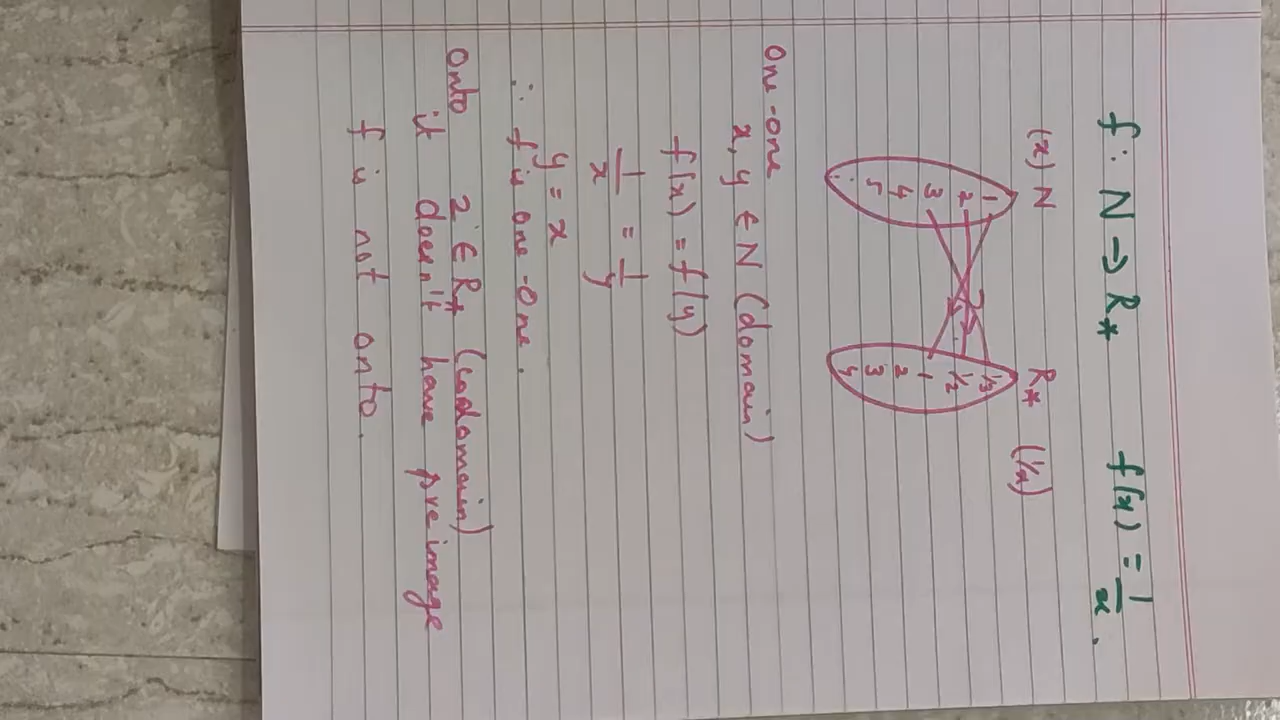 f : N → R* f(x) = 1/x .
(x) N R* (1/x)
1 1/3
2 1/2
3 1
4 2
5 3
. . 4
One-one
x, y ∈ N (domain)
f(x) = f(y)
1/x = 1/y
y = x
∴ f is one-one .
Onto 2 ∈ R* (codomain)
it doesn't have pre image
f is not onto.